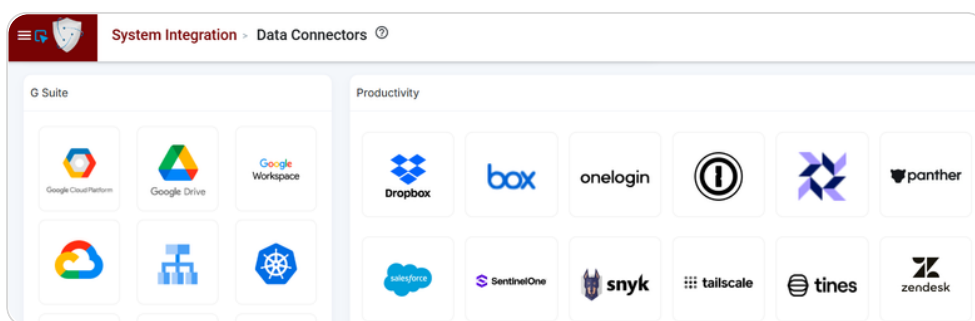 System Integration > Data Connectors ?
G Suite
Productivity
Google Cloud Platform
Google Drive
Google
Workspace
Dropbox
box
onelogin
panther
salesforce
SentinelOne
snyk
tailscale
tines
zendesk